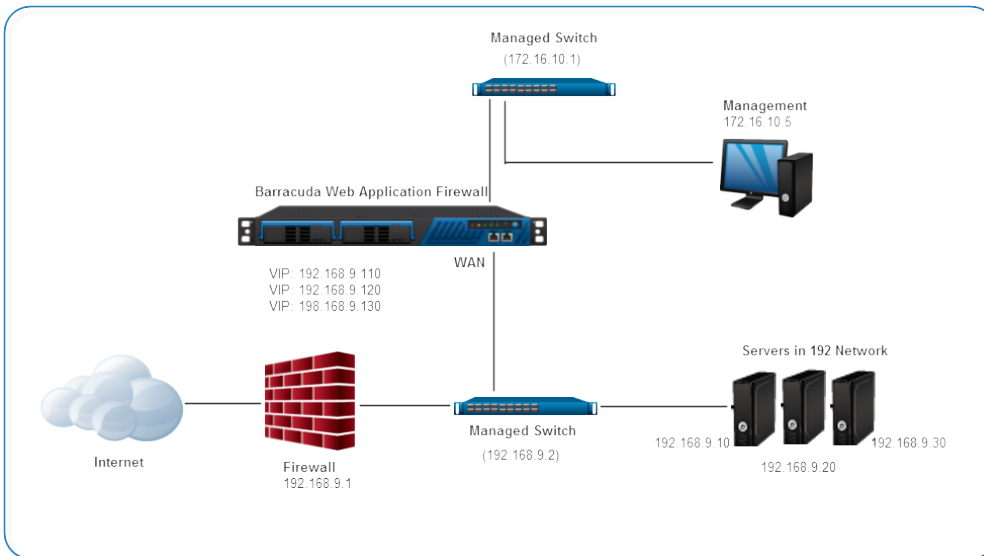 Managed Switch
(172.16.10.1)
Management
172.16.10.5
Barracuda Web Application Firewall
WAN
VIP: 192.168.9.110
VIP: 192.168.9.120
VIP: 198.168.9.130
Servers in 192 Network
192.168.9.10
192.168.9.30
192.168.9.20
Managed Switch
(192.168.9.2)
Internet
Firewall
192.168.9.1